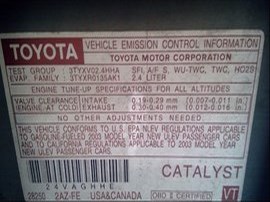 TOYOTA
VEHICLE EMISSION CONTROL INFORMATION
TOYOTA MOTOR CORPORATION
TEST GROUP : 3TYXV02.4HHA SFI, A/F S, WU-TWC, TWC, HO2S
EVAP. FAMILY : 3TYXR0135AK1 2.4 LITER
ENGINE TUNEUP SPECIFICATIONS FOR ALL ALTITUDES
VALVE CLEARANCE INTAKE 0.19-0.29 mm (0.007-0.011 in.)
ENGINE AT COLD EXHAUST 0.30-0.40 mm (0.012-0.016 in.)
NO OTHER ADJUSTMENTS NEEDED.
THIS VEHICLE CONFORMS TO U.S. EPA NLEV REGULATIONS APPLICABLE
TO GASOLINE-FUELED 2003 MODEL YEAR NEW ULEV PASSENGER CARS
AND TO CALIFORNIA REGULATIONS APPLICABLE TO 2003 MODEL YEAR
NEW ULEV PASSENGER CARS.
CATALYST
24VAGHHE
28250 2AZ-FE USA&CANADA OBD 2 CERTIFIED VT